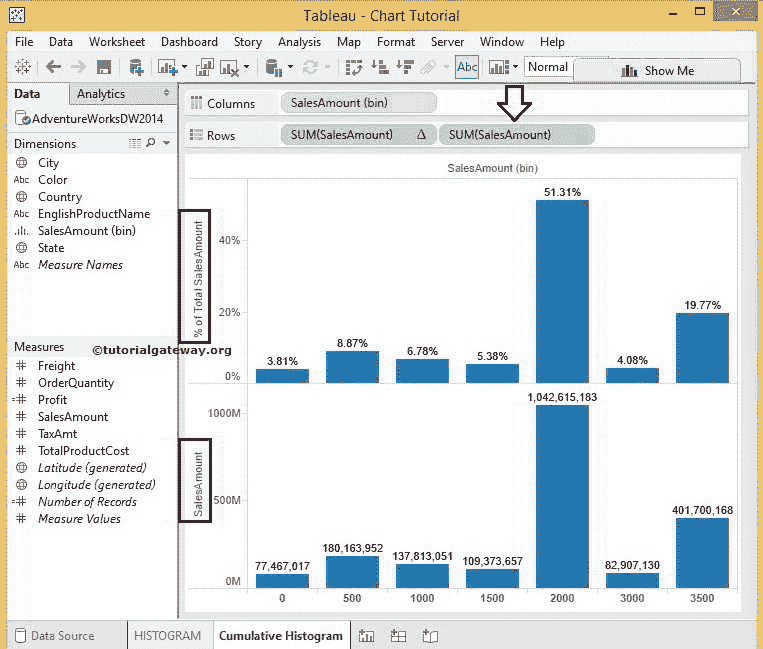 Tableau - Chart Tutorial
File Data Worksheet Dashboard Story Analysis Map Format Server Window Help
Abc Normal Show Me
Data Analytics
AdventureWorksDW2014
Dimensions
City
Abc Color
Country
Abc EnglishProductName
SalesAmount (bin)
State
Abc Measure Names
Measures
©tutorialgateway.org
Freight
OrderQuantity
Profit
SalesAmount
TaxAmt
TotalProductCost
Latitude (generated)
Longitude (generated)
Number of Records
Measure Values
Columns SalesAmount (bin)
Rows SUM(SalesAmount) Δ SUM(SalesAmount)
SalesAmount (bin)
% of Total SalesAmount
40%
20%
0%
3.81% 8.87% 6.78% 5.38% 51.31% 4.08% 19.77%
SalesAmount
1000M
500M
0M
77,467,017 180,163,952 137,813,051 109,373,657 1,042,615,183 82,907,130 401,700,168
0 500 1000 1500 2000 3000 3500
Data Source HISTOGRAM Cumulative Histogram